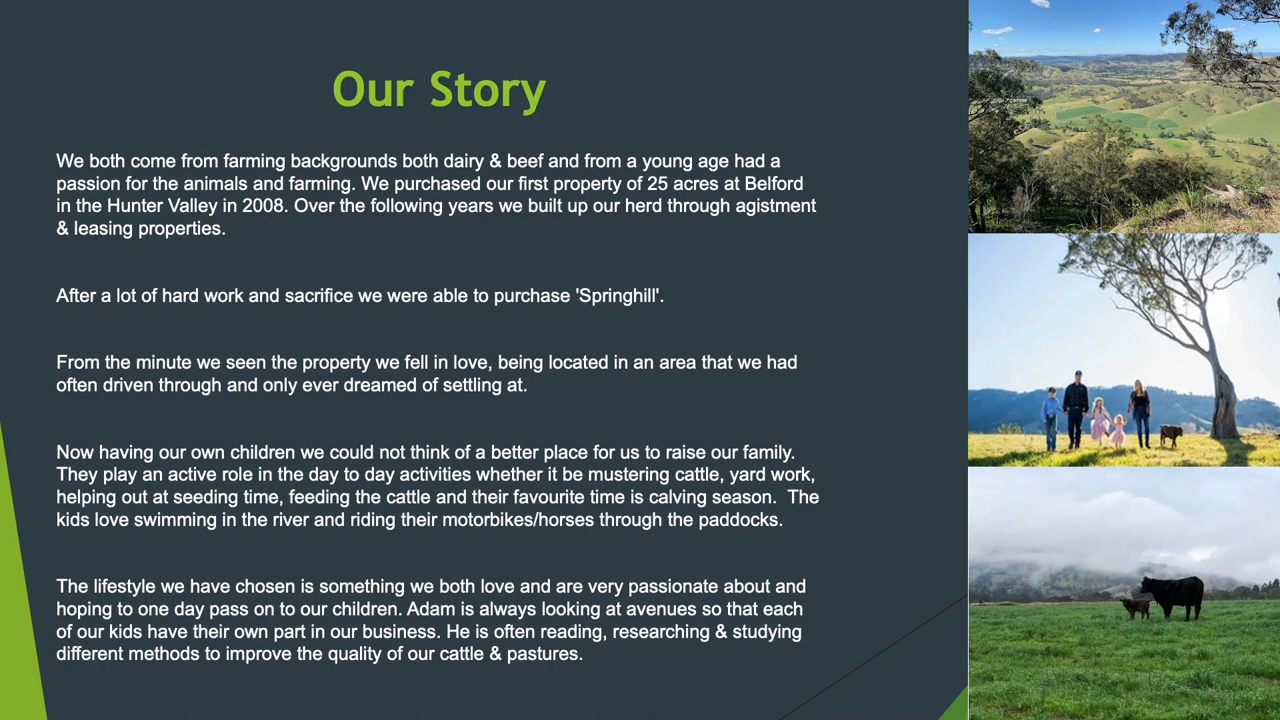 Our Story
We both come from farming backgrounds both dairy & beef and from a young age had a
passion for the animals and farming. We purchased our first property of 25 acres at Belford
in the Hunter Valley in 2008. Over the following years we built up our herd through agistment
& leasing properties.
After a lot of hard work and sacrifice we were able to purchase 'Springhill'.
From the minute we seen the property we fell in love, being located in an area that we had
often driven through and only ever dreamed of settling at.
Now having our own children we could not think of a better place for us to raise our family.
They play an active role in the day to day activities whether it be mustering cattle, yard work,
helping out at seeding time, feeding the cattle and their favourite time is calving season.  The
kids love swimming in the river and riding their motorbikes/horses through the paddocks.
The lifestyle we have chosen is something we both love and are very passionate about and
hoping to one day pass on to our children. Adam is always looking at avenues so that each
of our kids have their own part in our business. He is often reading, researching & studying
different methods to improve the quality of our cattle & pastures.